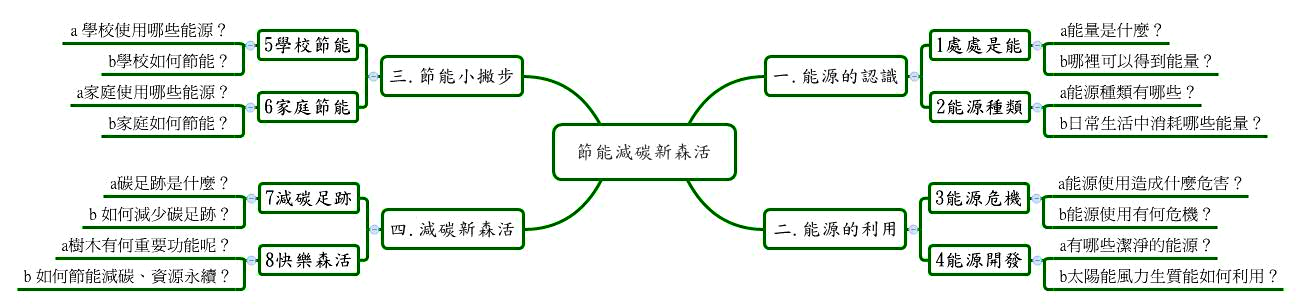 節能減碳新森活
一.能源的認識
1處處是能
a能量是什麼？
b哪裡可以得到能量？
2能源種類
a能源種類有哪些？
b日常生活中消耗哪些能量？
二.能源的利用
3能源危機
a能源使用造成什麼危害？
b能源使用有何危機？
4能源開發
a有哪些潔淨的能源？
b太陽能風力生質能如何利用？
三.節能小撇步
5學校節能
a 學校使用哪些能源？
b學校如何節能？
6家庭節能
a家庭使用哪些能源？
b家庭如何節能？
四.減碳新森活
7減碳足跡
a碳足跡是什麼？
b 如何減少碳足跡？
8快樂森活
a樹木有何重要功能呢？
b 如何節能減碳、資源永續？